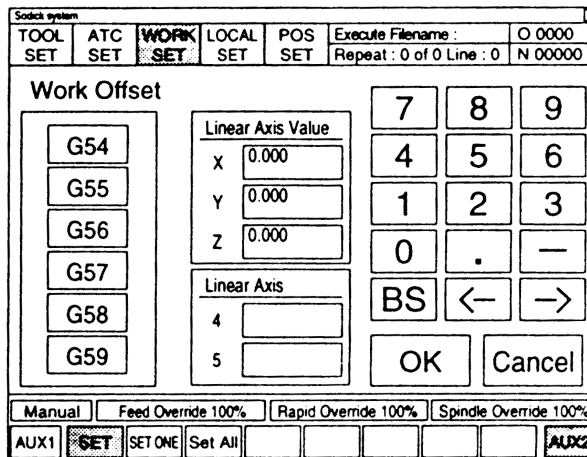 Sodick system
TOOL SET ATC SET WORK SET LOCAL SET POS SET Execute Filename : O 0000
Repeat : 0 of 0 Line : 0 N 00000
Work Offset
G54
G55
G56
G57
G58
G59
Linear Axis Value
X 0.000
Y 0.000
Z 0.000
Linear Axis
4
5
7 8 9
4 5 6
1 2 3
0 . —
BS <– –>
OK Cancel
Manual Feed Override 100% Rapid Override 100% Spindle Override 100%
AUX1 SET SET ONE Set All AUX2